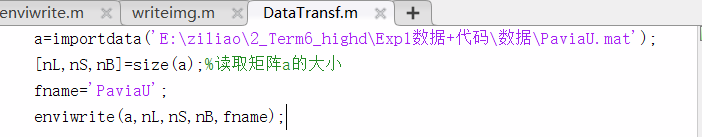 enviwrite.m × writeimg.m × DataTransf.m × +
a=importdata('E:\ziliao\2_Term6_highd\Exp1数据+代码\数据\PaviaU.mat');
[nL,nS,nB]=size(a);%读取矩阵a的大小
fname='PaviaU';
enviwrite(a,nL,nS,nB,fname);